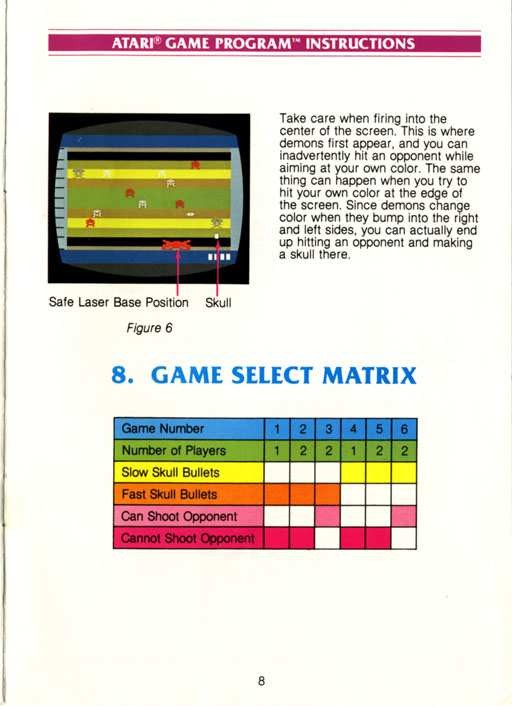 ATARI® GAME PROGRAM™ INSTRUCTIONS
Take care when firing into the
center of the screen. This is where
demons first appear, and you can
inadvertently hit an opponent while
aiming at your own color. The same
thing can happen when you try to
hit your own color at the edge of
the screen. Since demons change
color when they bump into the right
and left sides, you can actually end
up hitting an opponent and making
a skull there.
Safe Laser Base Position Skull
Figure 6
8. GAME SELECT MATRIX
Game Number 1 2 3 4 5 6
Number of Players 1 2 2 1 2 2
Slow Skull Bullets
Fast Skull Bullets
Can Shoot Opponent
Cannot Shoot Opponent
8